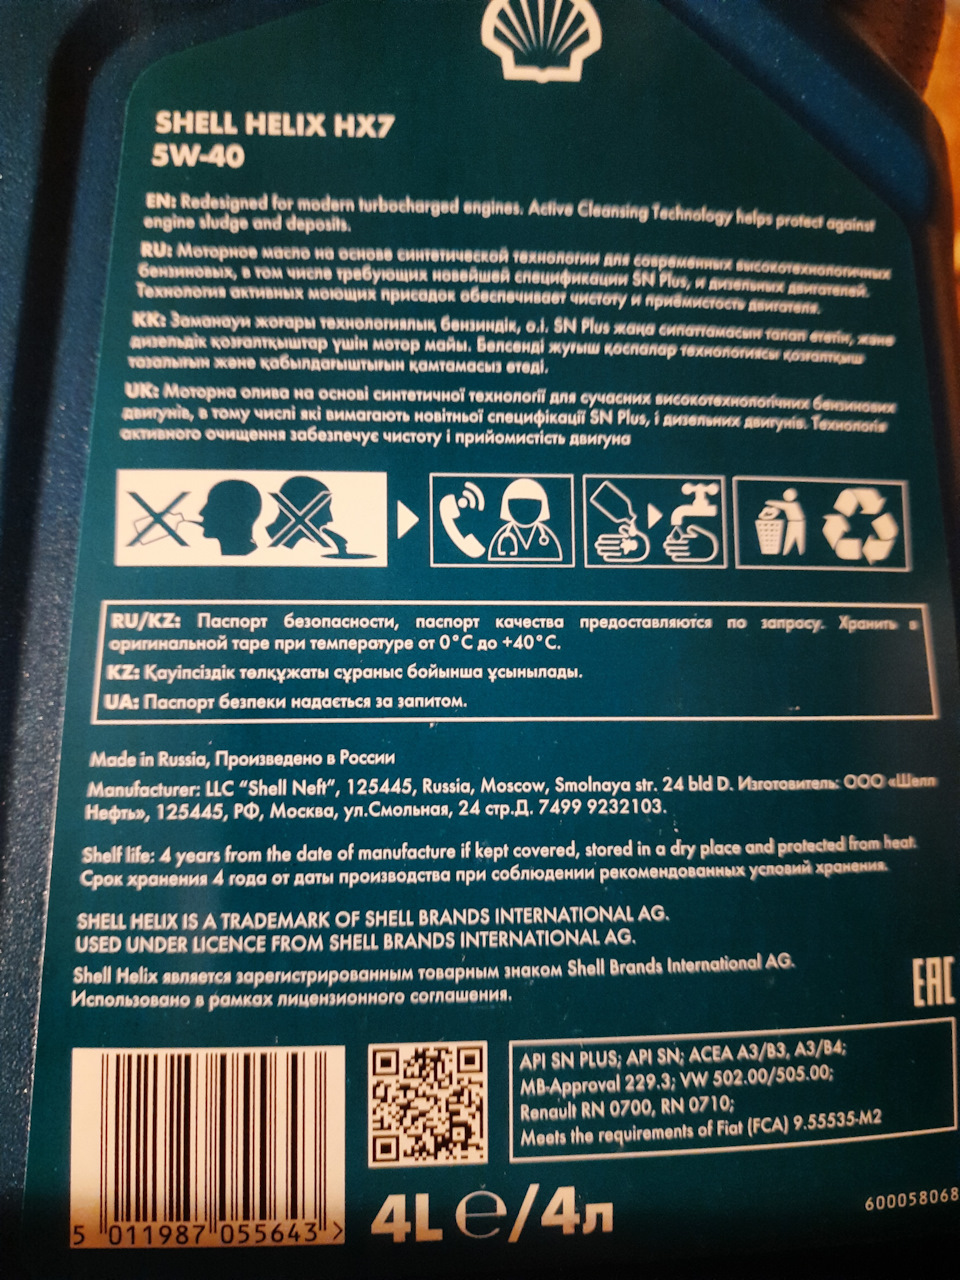 SHELL HELIX HX7
5W-40
EN: Redesigned for modern turbocharged engines. Active Cleansing Technology helps protect against
engine sludge and deposits.
RU: Моторное масло на основе синтетической технологии для современных высокотехнологичных
бензиновых, в том числе требующих новейшей спецификации SN Plus, и дизельных двигателей.
Технология активных моющих присадок обеспечивает чистоту и приёмистость двигателя.
KK: Заманауи жоғары технологиялық бензиндік, о.і. SN Plus жаңа сипаттамасын талап ететін, және
дизельдік қозғалтқыштар үшін мотор майы. Белсенді жуғыш қоспалар технологиясы қозғалтқыш
тазалығын және қабылдағыштығын қамтамасыз етеді.
UK: Моторна олива на основі синтетичної технології для сучасних високотехнологічних бензинових
двигунів, в тому числі які вимагають новітньої специфікації SN Plus, і дизельних двигунів. Технологія
активного очищення забезпечує чистоту і прийомистість двигуна
RU/KZ: Паспорт безопасности, паспорт качества предоставляются по запросу. Хранить в
оригинальной таре при температуре от 0°C до +40°C.
KZ: Қауіпсіздік төлқұжаты сұраныс бойынша ұсынылады.
UA: Паспорт безпеки надається за запитом.
Made in Russia, Произведено в России
Manufacturer: LLC "Shell Neft", 125445, Russia, Moscow, Smolnaya str. 24 bld D. Изготовитель: ООО «Шелл
Нефть», 125445, РФ, Москва, ул.Смольная, 24 стр.Д. 7499 9232103.
Shelf life: 4 years from the date of manufacture if kept covered, stored in a dry place and protected from heat.
Срок хранения 4 года от даты производства при соблюдении рекомендованных условий хранения.
SHELL HELIX IS A TRADEMARK OF SHELL BRANDS INTERNATIONAL AG.
USED UNDER LICENCE FROM SHELL BRANDS INTERNATIONAL AG.
Shell Helix является зарегистрированным товарным знаком Shell Brands International AG.
Использовано в рамках лицензионного соглашения.
EAC
API SN PLUS; API SN; ACEA A3/B3, A3/B4;
MB-Approval 229.3; VW 502.00/505.00;
Renault RN 0700, RN 0710;
Meets the requirements of Fiat (FCA) 9.55535-M2
5 011987 055643 >
4L e/4л
600058068